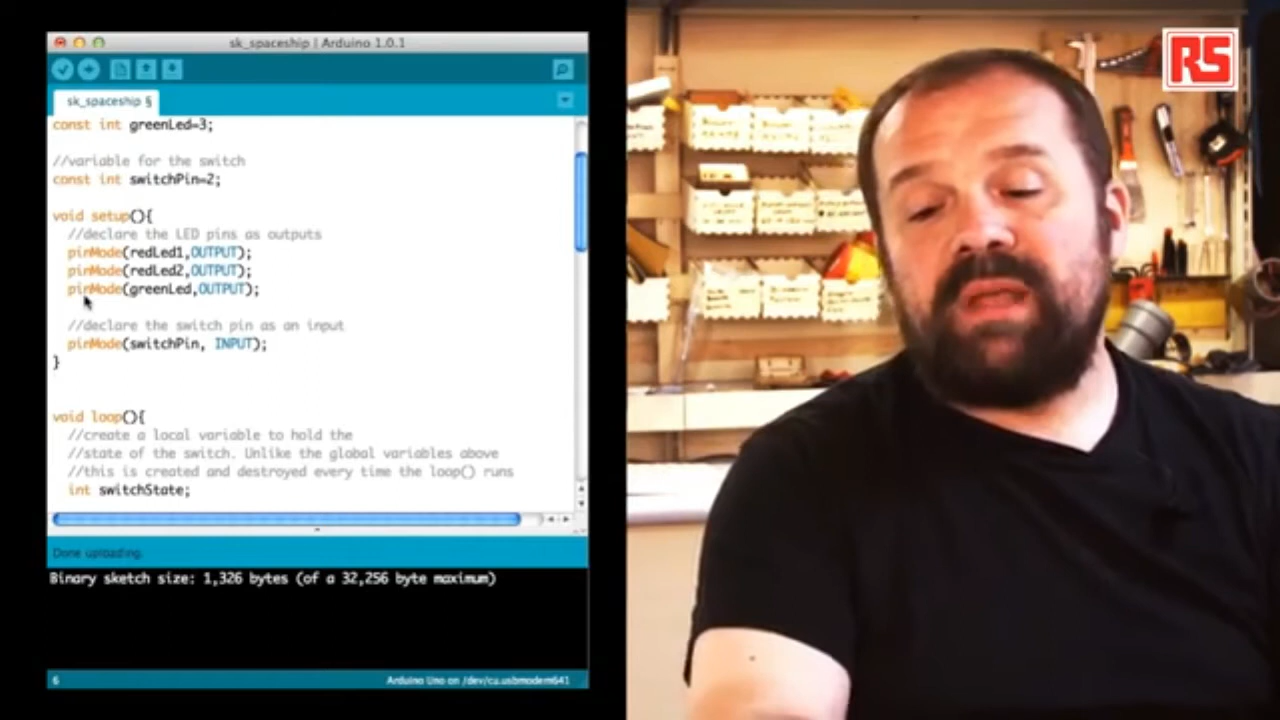 sk_spaceship | Arduino 1.0.1
sk_spaceship §
const int greenLed=3;
//variable for the switch
const int switchPin=2;
void setup(){
//declare the LED pins as outputs
pinMode(redLed1,OUTPUT);
pinMode(redLed2,OUTPUT);
pinMode(greenLed,OUTPUT);
//declare the switch pin as an input
pinMode(switchPin, INPUT);
}
void loop(){
//create a local variable to hold the
//state of the switch. Unlike the global variables above
//this is created and destroyed every time the loop() runs
int switchState;
Done uploading.
Binary sketch size: 1,326 bytes (of a 32,256 byte maximum)
6
Arduino Uno on /dev/cu.usbmodem641
RS